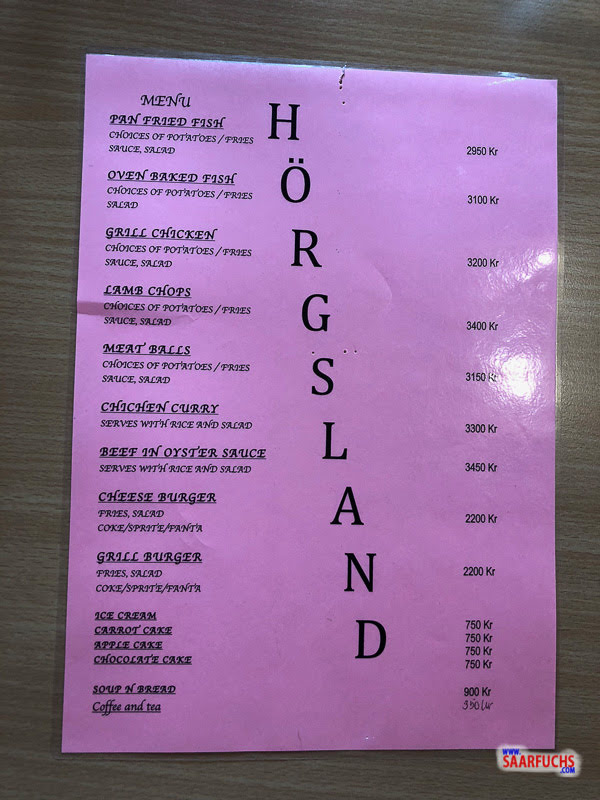 MENU
PAN FRIED FISH
CHOICES OF POTATOES / FRIES
SAUCE, SALAD
2950 Kr
OVEN BAKED FISH
CHOICES OF POTATOES / FRIES
SALAD
3100 Kr
GRILL CHICKEN
CHOICES OF POTATOES / FRIES
SAUCE, SALAD
3200 Kr
LAMB CHOPS
CHOICES OF POTATOES / FRIES
SAUCE, SALAD
3400 Kr
MEAT BALLS
CHOICES OF POTATOES / FRIES
SAUCE, SALAD
3150 Kr
CHICHEN CURRY
SERVES WITH RICE AND SALAD
3300 Kr
BEEF IN OYSTER SAUCE
SERVES WITH RICE AND SALAD
3450 Kr
CHEESE BURGER
FRIES, SALAD
COKE/SPRITE/FANTA
2200 Kr
GRILL BURGER
FRIES, SALAD
COKE/SPRITE/FANTA
2200 Kr
ICE CREAM 750 Kr
CARROT CAKE 750 Kr
APPLE CAKE 750 Kr
CHOCOLATE CAKE 750 Kr
SOUP N BREAD 900 Kr
Coffee and tea 350
HÖRGSLAND
WWW.
SAARFUCHS
.COM